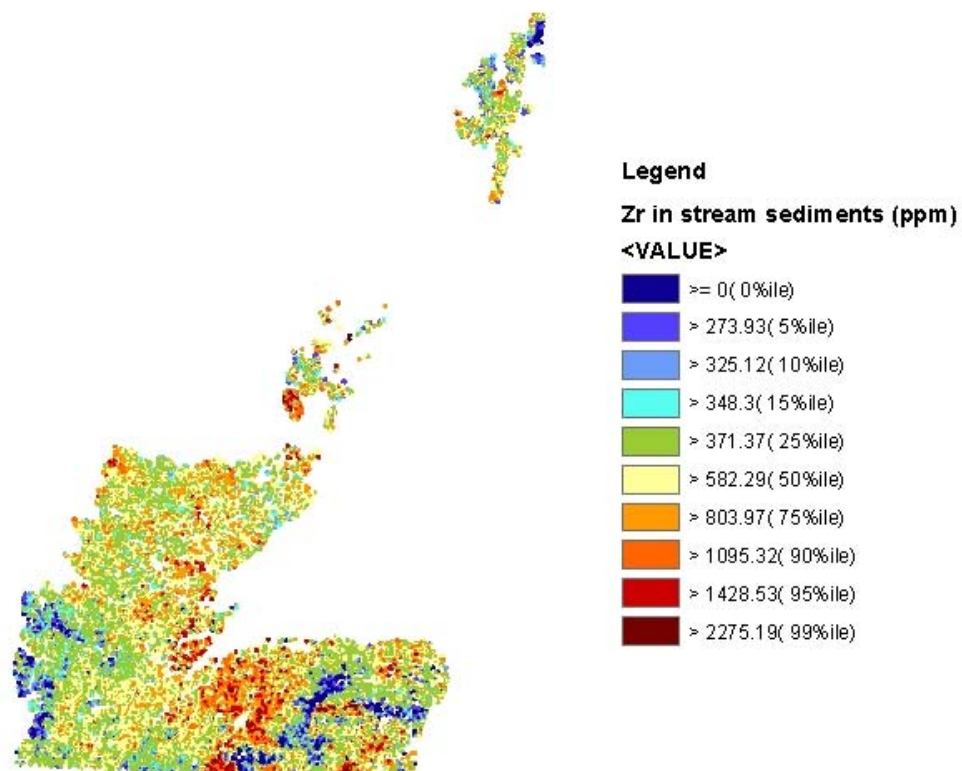 Legend
Zr in stream sediments (ppm)
<VALUE>
>= 0( 0%ile)
> 273.93( 5%ile)
> 325.12( 10%ile)
> 348.3( 15%ile)
> 371.37( 25%ile)
> 582.29( 50%ile)
> 803.97( 75%ile)
> 1095.32( 90%ile)
> 1428.53( 95%ile)
> 2275.19( 99%ile)